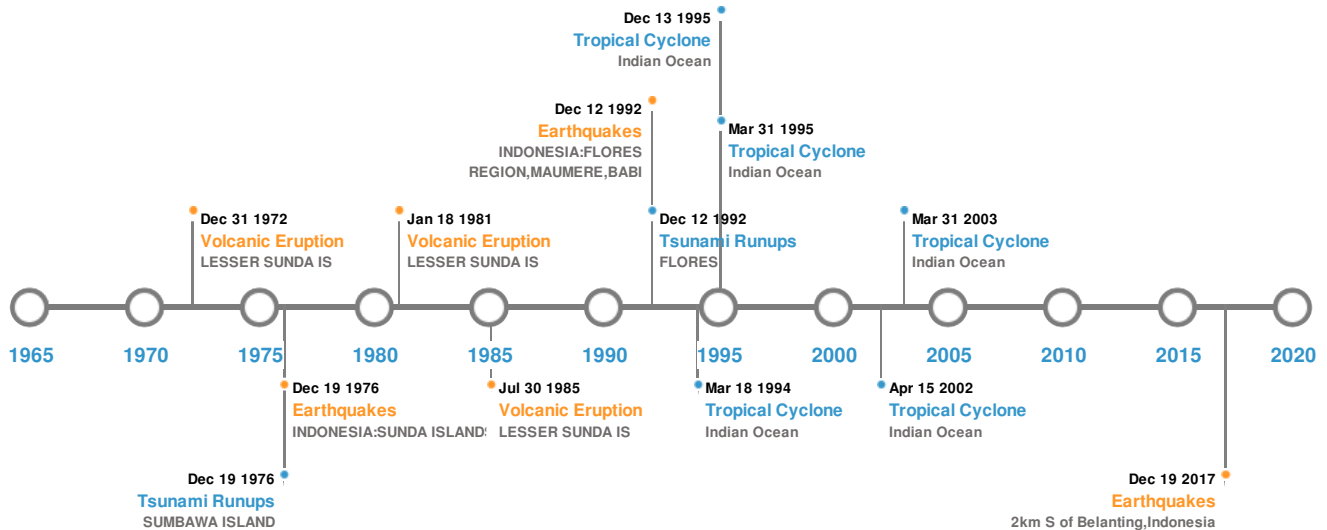 Dec 13 1995
Tropical Cyclone
Indian Ocean
Dec 12 1992
Earthquakes
INDONESIA:FLORES
REGION,MAUMERE,BABI
Mar 31 1995
Tropical Cyclone
Indian Ocean
Dec 31 1972
Volcanic Eruption
LESSER SUNDA IS
Jan 18 1981
Volcanic Eruption
LESSER SUNDA IS
Dec 12 1992
Tsunami Runups
FLORES
Mar 31 2003
Tropical Cyclone
Indian Ocean
1965 1970 1975 1980 1985 1990 1995 2000 2005 2010 2015 2020
Dec 19 1976
Earthquakes
INDONESIA:SUNDA ISLANDS
Jul 30 1985
Volcanic Eruption
LESSER SUNDA IS
Mar 18 1994
Tropical Cyclone
Indian Ocean
Apr 15 2002
Tropical Cyclone
Indian Ocean
Dec 19 1976
Tsunami Runups
SUMBAWA ISLAND
Dec 19 2017
Earthquakes
2km S of Belanting,Indonesia